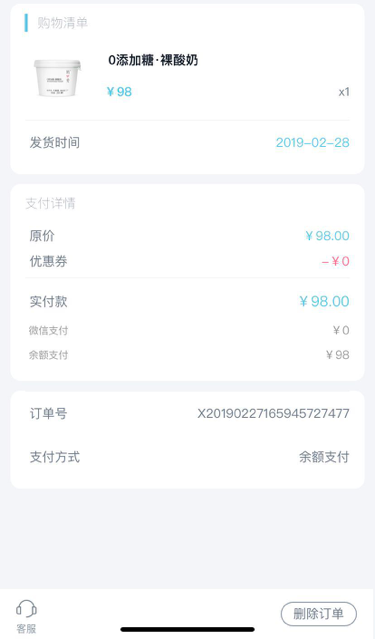 购物清单
0添加糖·裸酸奶
¥98
x1
发货时间
2019-02-28
支付详情
原价
¥98.00
优惠券
-¥0
实付款
¥98.00
微信支付
¥0
余额支付
¥98
订单号
X20190227165945727477
支付方式
余额支付
客服
删除订单